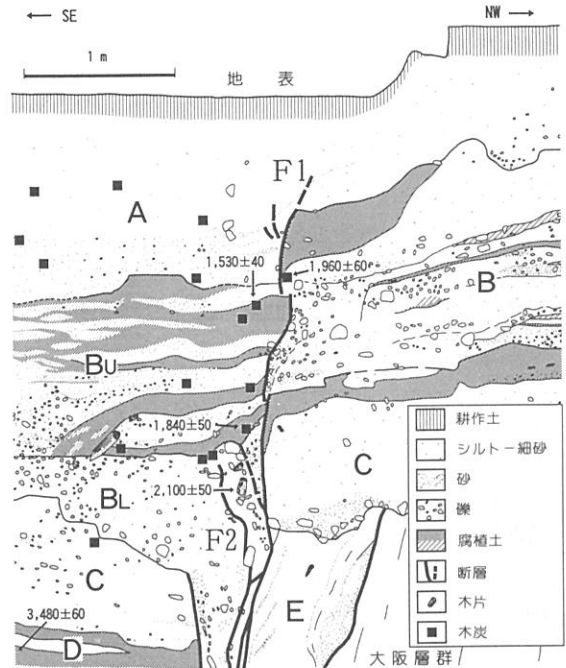 ← SE
NW →
1 m
地 表
F1
A
1,530±40
1,960±60
B
BU
1,840±50
BL
2,100±50
C
F2
C
E
3,480±60
D
大阪層群
耕作土
シルトー細砂
砂
礫
腐植土
断層
木片
木炭